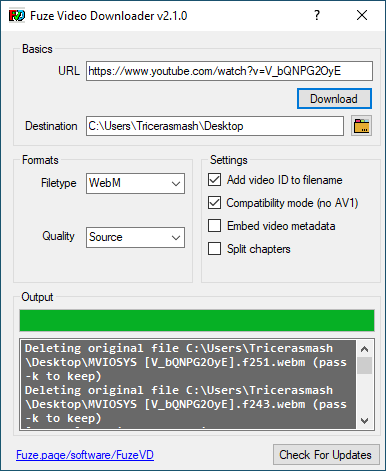 FVD Fuze Video Downloader v2.1.0
Basics
URL https://www.youtube.com/watch?v=V_bQNPG2OyE
Download
Destination C:\Users\Tricerasmash\Desktop
Formats
Filetype WebM
Quality Source
Settings
Add video ID to filename
Compatibility mode (no AV1)
Embed video metadata
Split chapters
Output
Deleting original file C:\Users\Tricerasmash
\Desktop\MVIOSYS [V_bQNPG2OyE].f251.webm (pass
-k to keep)
Deleting original file C:\Users\Tricerasmash
\Desktop\MVIOSYS [V_bQNPG2OyE].f243.webm (pass
-k to keep)
Fuze.page/software/FuzeVD
Check For Updates